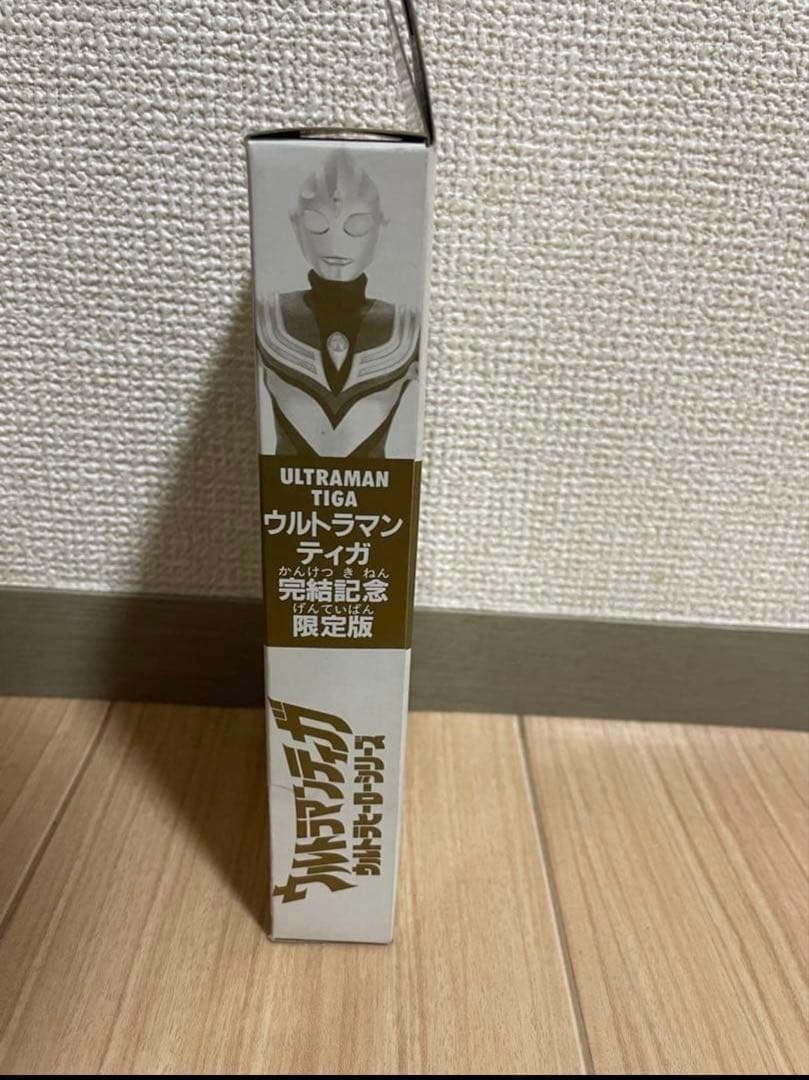 ULTRAMAN
TIGA
ウルトラマン
ティガ
かんけつ き ねん
完結記念
げんていばん
限定版
ウルトラマンティガ
ウルトラヒーローシリーズ